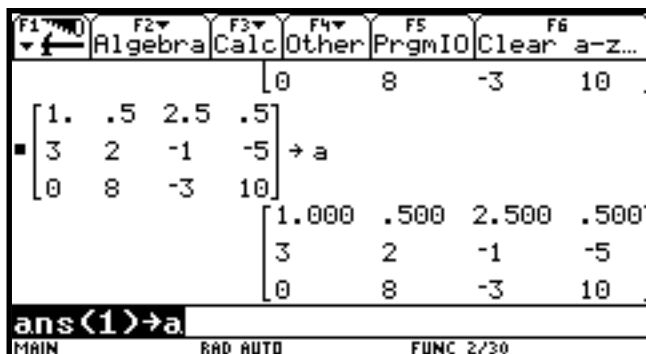 F1 F2 F3 F4 F5 F6
Algebra Calc Other PrgmIO Clear a-z…
0 8 -3 10
1. .5 2.5 .5
3 2 -1 -5 → a
0 8 -3 10
1.000 .500 2.500 .500
3 2 -1 -5
0 8 -3 10
ans(1)→a
MAIN RAD AUTO FUNC 2/30